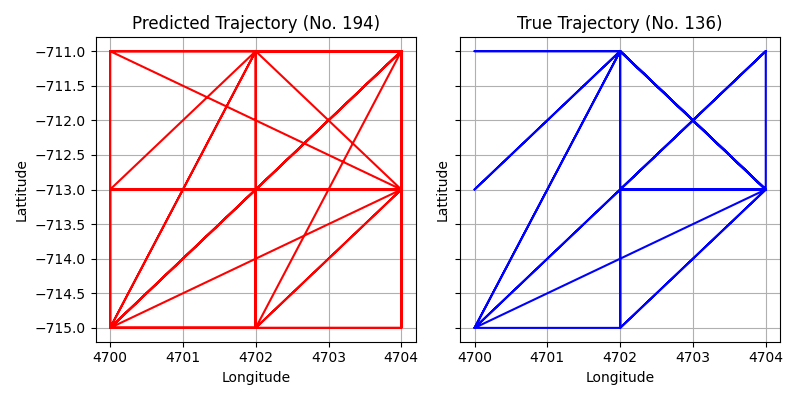 Predicted Trajectory (No. 194)
True Trajectory (No. 136)
Lattitude
−711.0
−711.5
−712.0
−712.5
−713.0
−713.5
−714.0
−714.5
−715.0
4700 4701 4702 4703 4704
Longitude
Lattitude
4700 4701 4702 4703 4704
Longitude